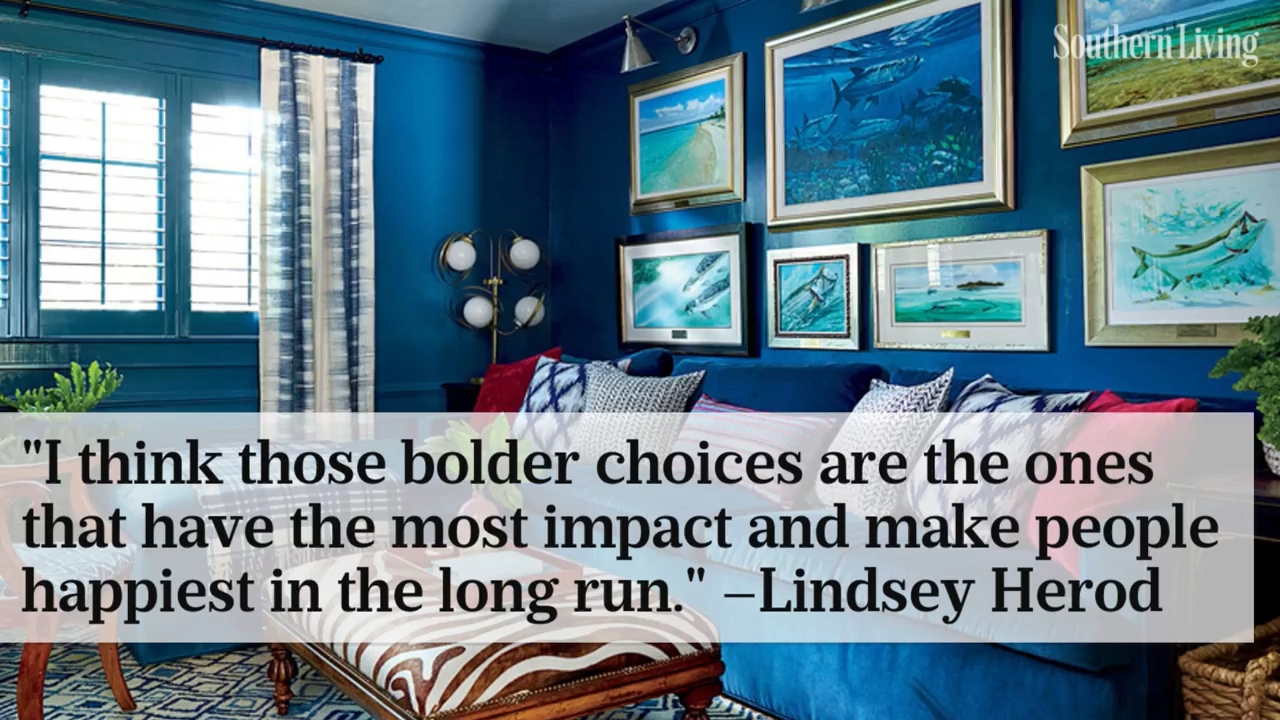 Southern Living
"I think those bolder choices are the ones
that have the most impact and make people
happiest in the long run." –Lindsey Herod